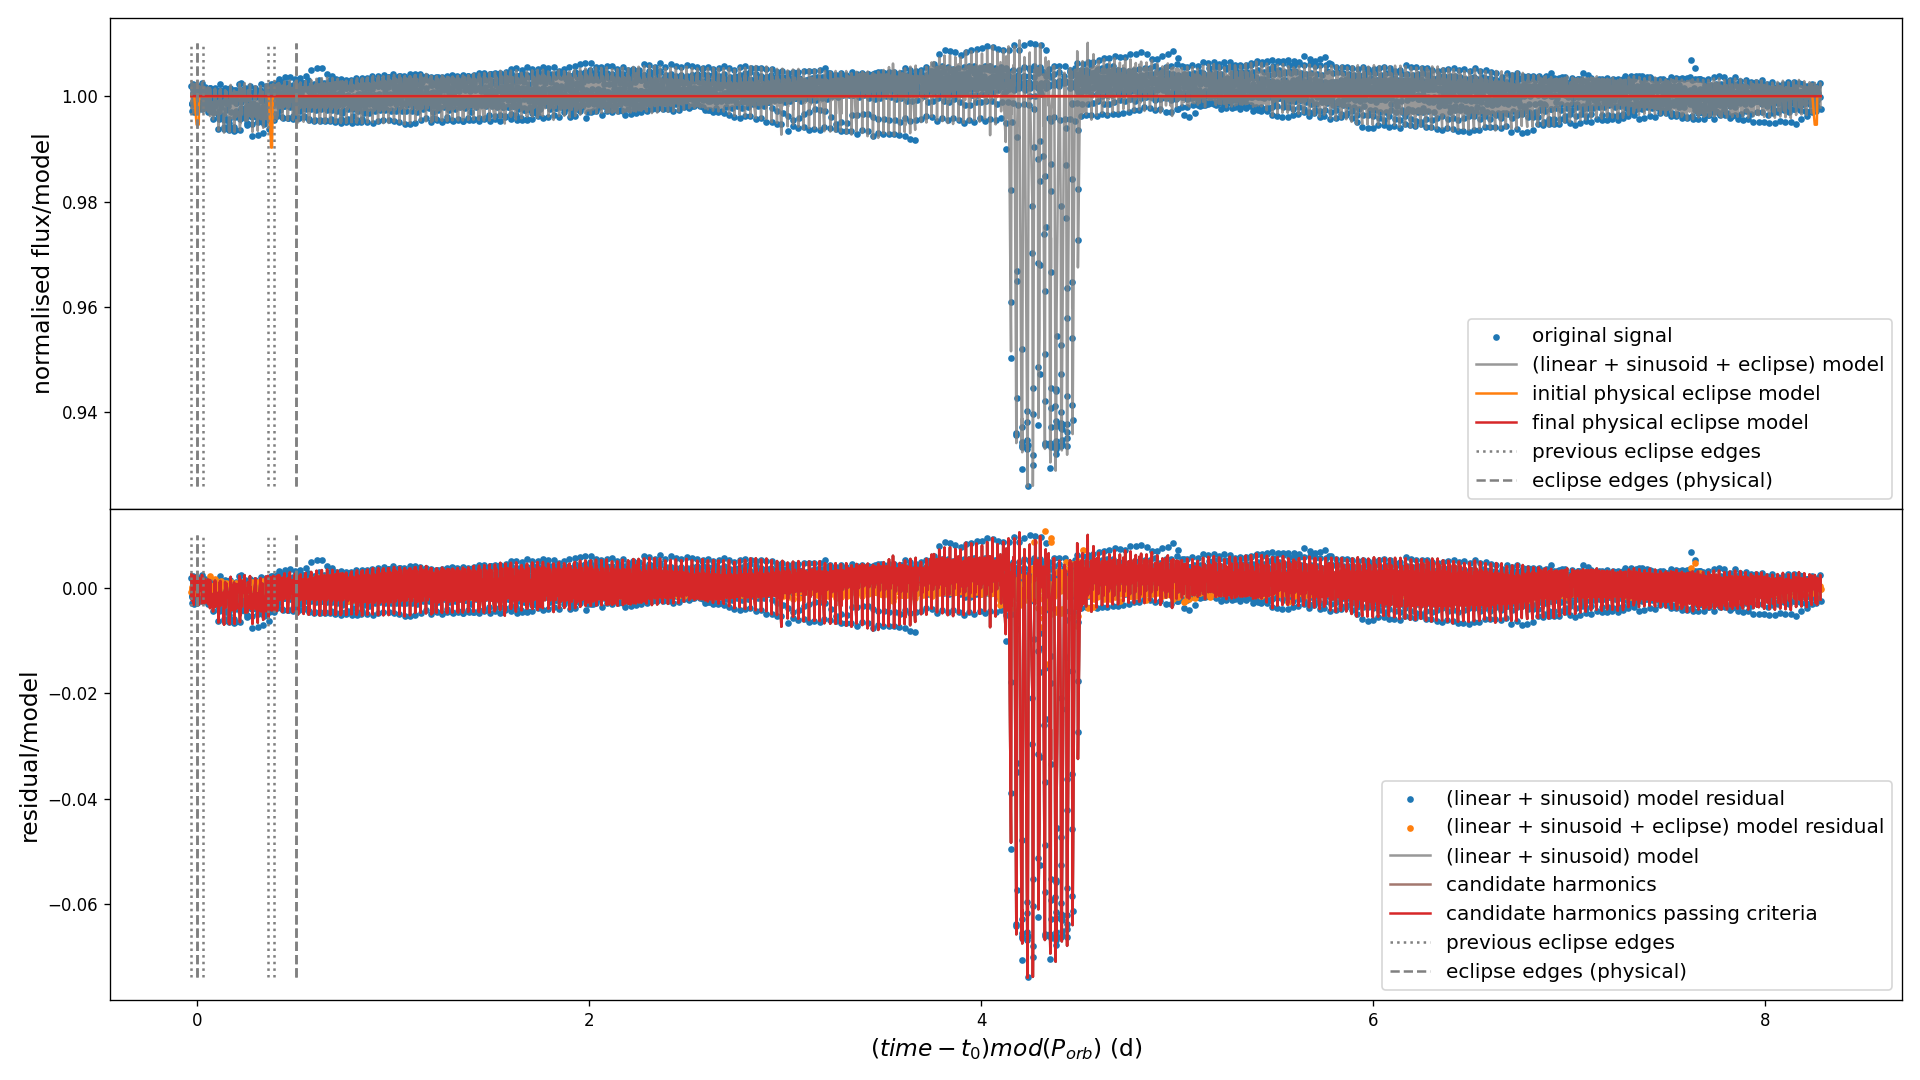 normalised flux/model
1.00
0.98
0.96
0.94
original signal
(linear + sinusoid + eclipse) model
initial physical eclipse model
final physical eclipse model
previous eclipse edges
eclipse edges (physical)
residual/model
0.00
−0.02
−0.04
−0.06
(linear + sinusoid) model residual
(linear + sinusoid + eclipse) model residual
(linear + sinusoid) model
candidate harmonics
candidate harmonics passing criteria
previous eclipse edges
eclipse edges (physical)
0 2 4 6 8
(time − t₀)mod(Pₒᵣb) (d)